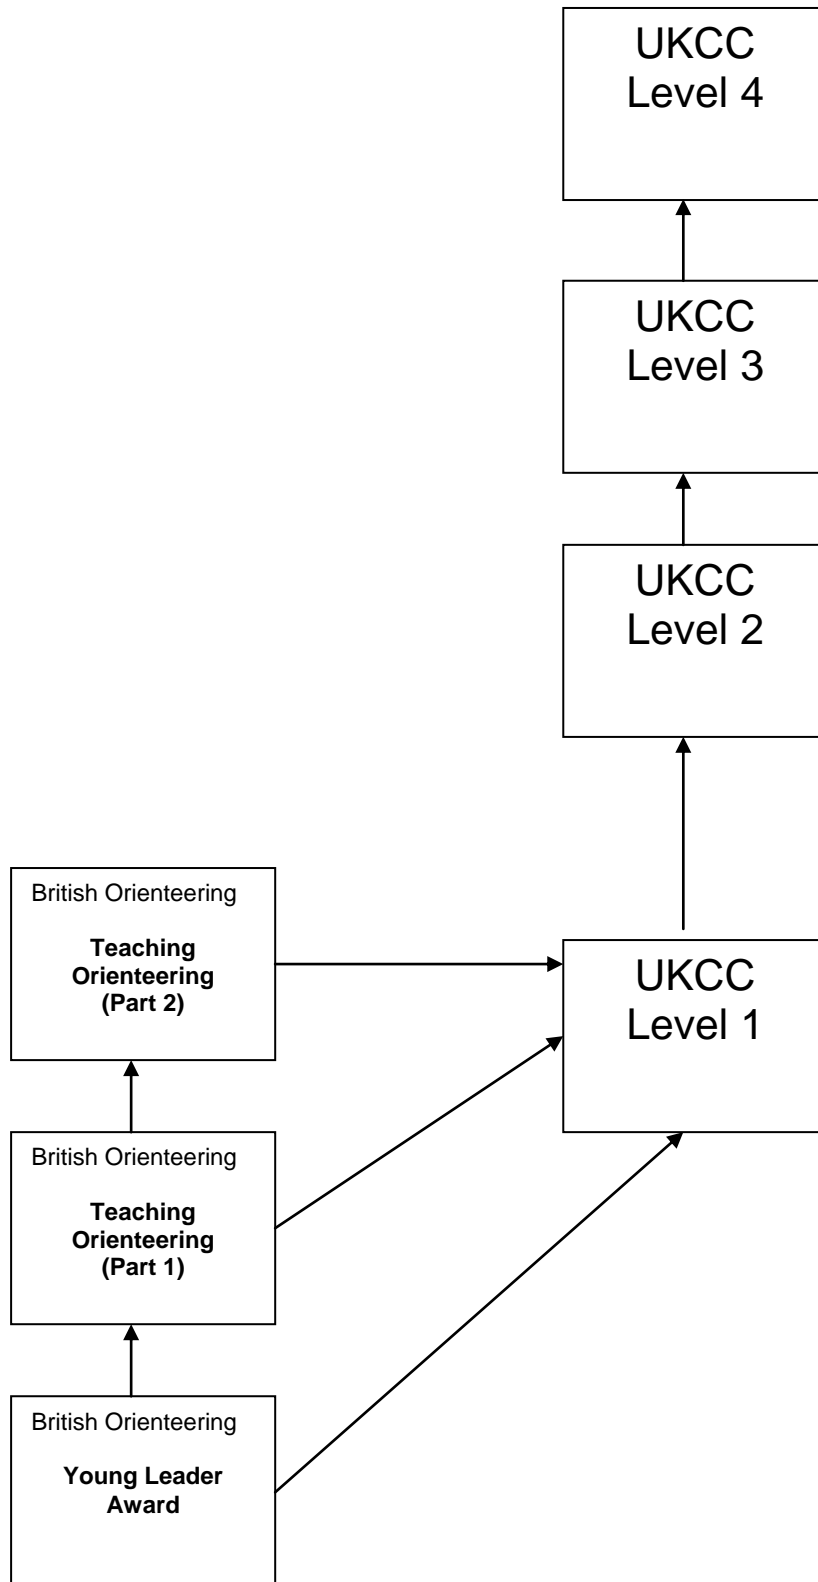 UKCC
Level 4
UKCC
Level 3
UKCC
Level 2
British Orienteering
Teaching
Orienteering
(Part 2)
UKCC
Level 1
British Orienteering
Teaching
Orienteering
(Part 1)
British Orienteering
Young Leader
Award